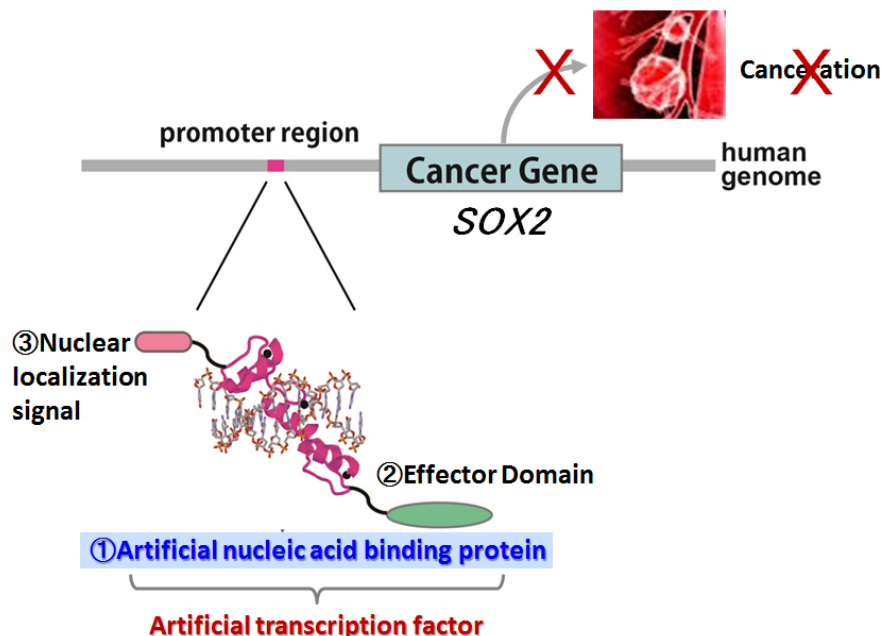 Canceration
promoter region
Cancer Gene
human
genome
SOX2
③Nuclear
localization
signal
②Effector Domain
①Artificial nucleic acid binding protein
Artificial transcription factor